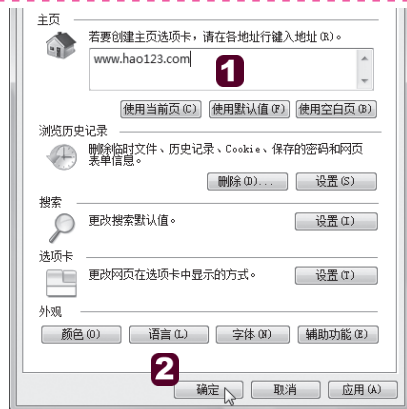 主页
若要创建主页选项卡，请在各地址行键入地址(R)。
www.hao123.com
1
使用当前页(C) 使用默认值(F) 使用空白页(B)
浏览历史记录
删除临时文件、历史记录、Cookie、保存的密码和网页
表单信息。
删除(D)... 设置(S)
搜索
更改搜索默认值。 设置(I)
选项卡
更改网页在选项卡中显示的方式。 设置(T)
外观
颜色(O) 语言(L) 字体(N) 辅助功能(E)
2
确定 取消 应用(A)